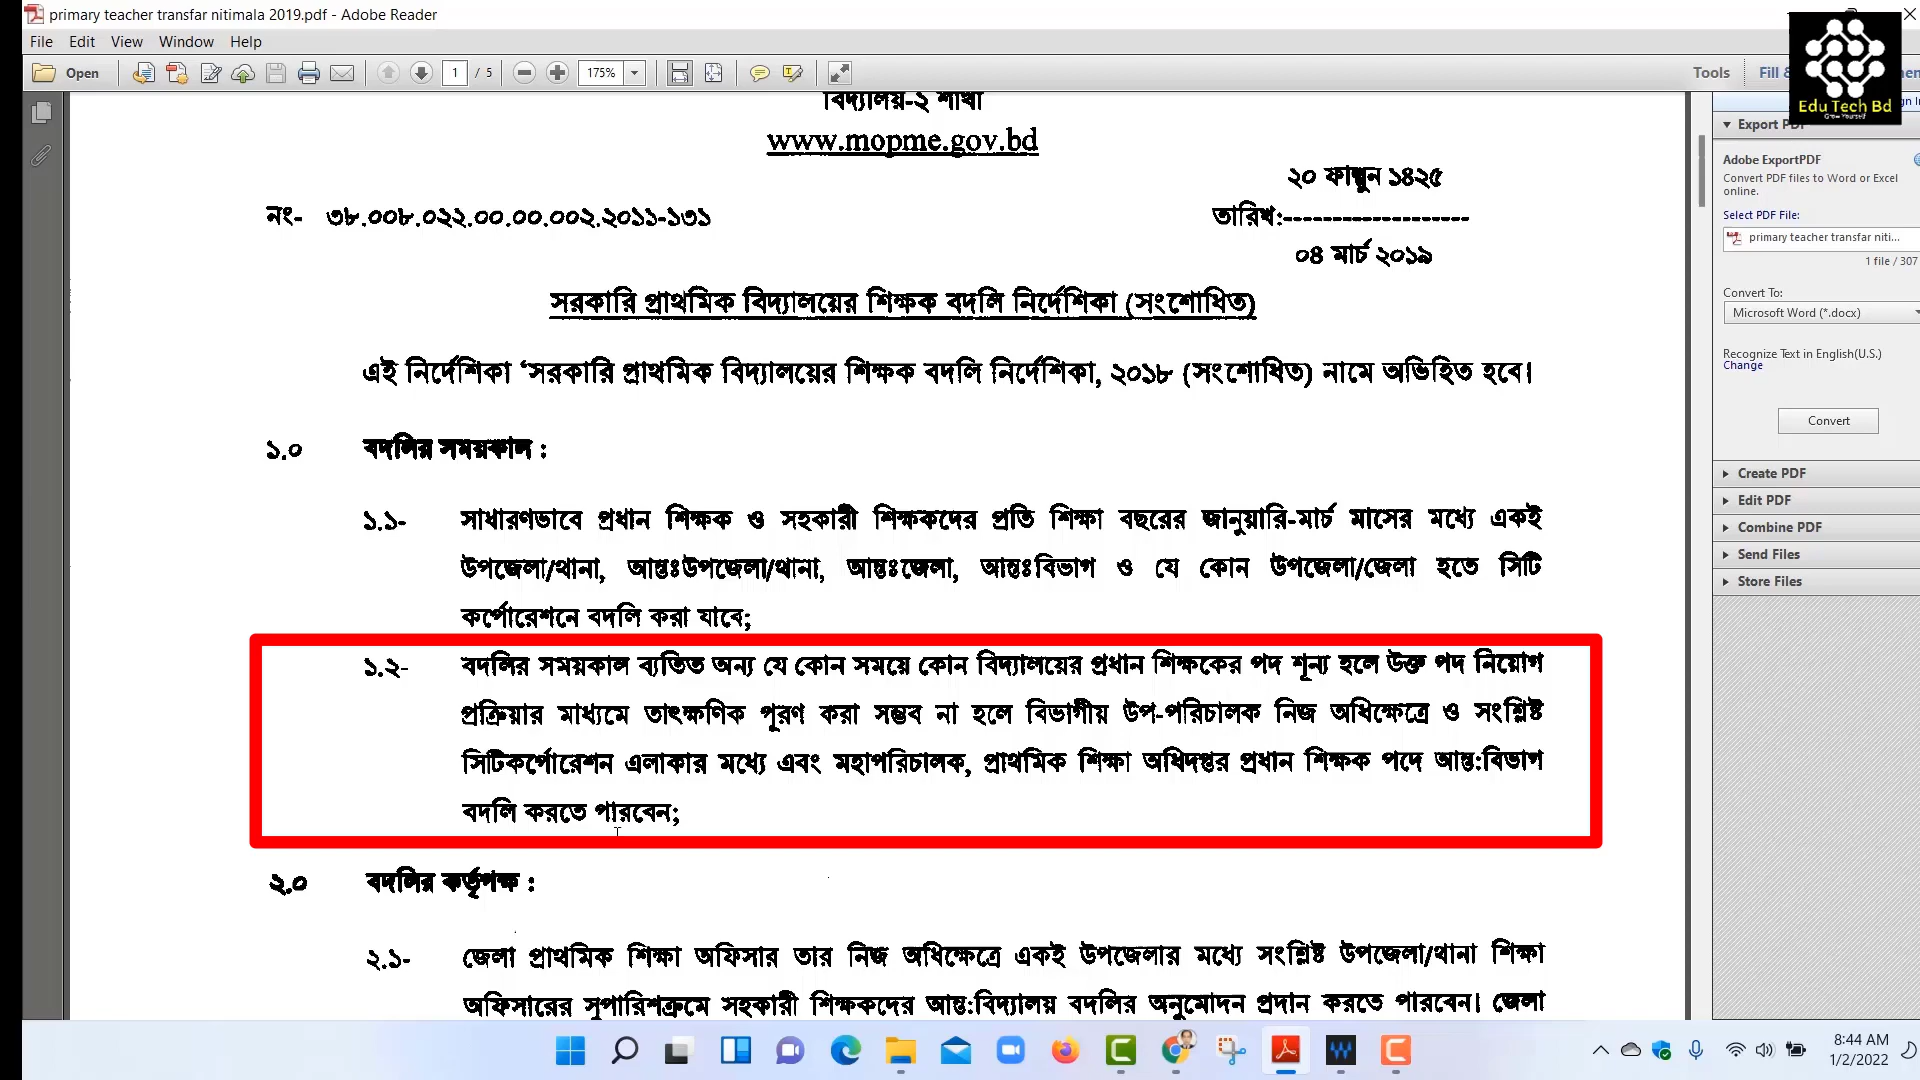 primary teacher transfar nitimala 2019.pdf - Adobe Reader
File Edit View Window Help
Open 1 / 5 175% Tools Fill &
Edu Tech Bd
Grow Yourself
বিদ্যালয়-২ শাখা
www.mopme.gov.bd
২০ ফাল্গুন ১৪২৫
নং- ৩৮.০০৮.০২২.০০.০০.০০২.২০১১-১৩১ তারিখ:-------------------
০৪ মার্চ ২০১৯
সরকারি প্রাথমিক বিদ্যালয়ের শিক্ষক বদলি নির্দেশিকা (সংশোধিত)
এই নির্দেশিকা ‘সরকারি প্রাথমিক বিদ্যালয়ের শিক্ষক বদলি নির্দেশিকা, ২০১৮ (সংশোধিত) নামে অভিহিত হবে।
১.০ বদলির সময়কাল :
১.১- সাধারণভাবে প্রধান শিক্ষক ও সহকারী শিক্ষকদের প্রতি শিক্ষা বছরের জানুয়ারি-মার্চ মাসের মধ্যে একই
উপজেলা/থানা, আন্তঃউপজেলা/থানা, আন্তঃজেলা, আন্তঃবিভাগ ও যে কোন উপজেলা/জেলা হতে সিটি
কর্পোরেশনে বদলি করা যাবে;
১.২- বদলির সময়কাল ব্যতিত অন্য যে কোন সময়ে কোন বিদ্যালয়ের প্রধান শিক্ষকের পদ শূন্য হলে উক্ত পদ নিয়োগ
প্রক্রিয়ার মাধ্যমে তাৎক্ষণিক পূরণ করা সম্ভব না হলে বিভাগীয় উপ-পরিচালক নিজ অধিক্ষেত্রে ও সংশ্লিষ্ট
সিটিকর্পোরেশন এলাকার মধ্যে এবং মহাপরিচালক, প্রাথমিক শিক্ষা অধিদপ্তর প্রধান শিক্ষক পদে আন্ত:বিভাগ
বদলি করতে পারবেন;
২.০ বদলির কর্তৃপক্ষ :
২.১- জেলা প্রাথমিক শিক্ষা অফিসার তার নিজ অধিক্ষেত্রে একই উপজেলার মধ্যে সংশ্লিষ্ট উপজেলা/থানা শিক্ষা
অফিসারের সুপারিশক্রমে সহকারী শিক্ষকদের আন্ত:বিদ্যালয় বদলির অনুমোদন প্রদান করতে পারবেন। জেলা
Export PDF
Adobe ExportPDF
Convert PDF files to Word or Excel
online.
Select PDF File:
primary teacher transfar niti...
1 file / 307
Convert To:
Microsoft Word (*.docx)
Recognize Text in English(U.S.)
Change
Convert
Create PDF
Edit PDF
Combine PDF
Send Files
Store Files
8:44 AM
1/2/2022